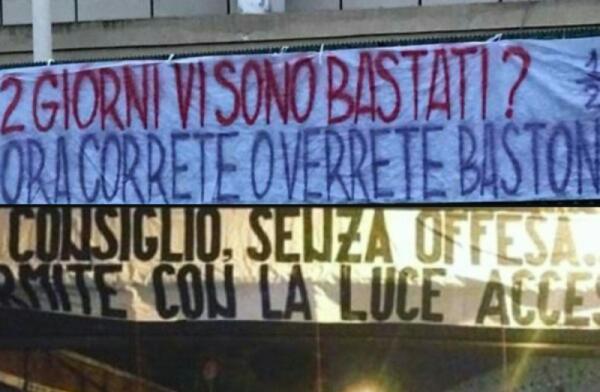 2 GIORNI VI SONO BASTATI?
ORA CORRETE O VERRETE BASTON
CONSIGLIO, SENZA OFFESA..
RMITE CON LA LUCE ACCES